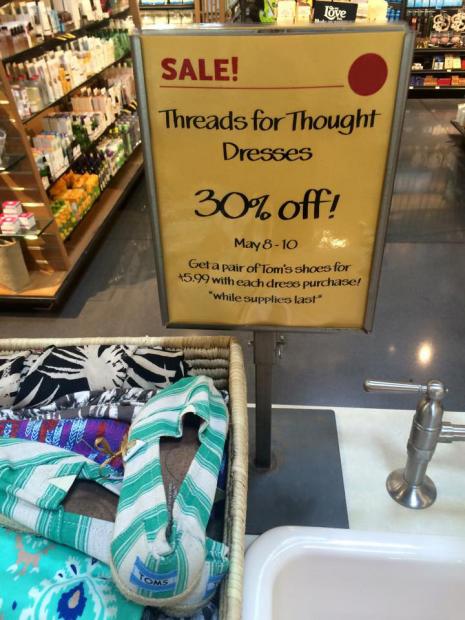 Love
SALE!
Threads for Thought
Dresses
30% off!
May 8-10
Get a pair of Tom's shoes for
$5.99 with each dress purchase!
"while supplies last"
TOMS